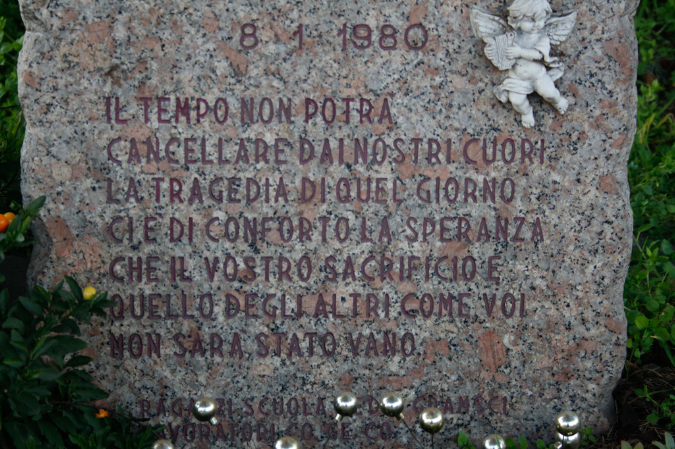 8 1 1980
IL TEMPO NON POTRA
CANCELLARE DAI NOSTRI CUORI
LA TRAGEDIA DI QUEL GIORNO
CI E DI CONFORTO LA SPERANZA
CHE IL VOSTRO SACRIFICIO E
QUELLO DEGLI ALTRI COME VOI
NON SARA, STATO VANO
SCUOLA